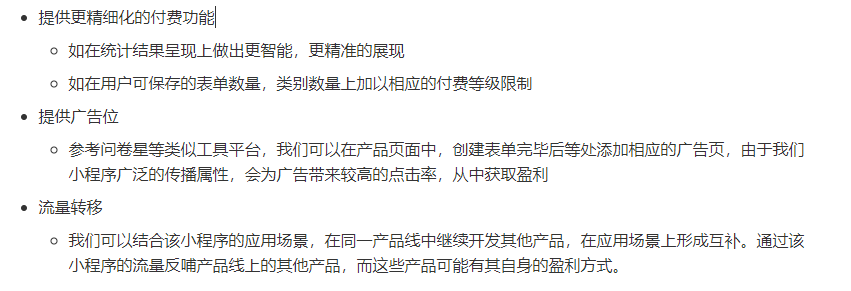 提供更精细化的付费功能
如在统计结果呈现上做出更智能，更精准的展现
如在用户可保存的表单数量，类别数量上加以相应的付费等级限制
提供广告位
参考问卷星等类似工具平台，我们可以在产品页面中，创建表单完毕后等处添加相应的广告页，由于我们
小程序广泛的传播属性，会为广告带来较高的点击率，从中获取盈利
流量转移
我们可以结合该小程序的应用场景，在同一产品线中继续开发其他产品，在应用场景上形成互补。通过该
小程序的流量反哺产品线上的其他产品，而这些产品可能有其自身的盈利方式。